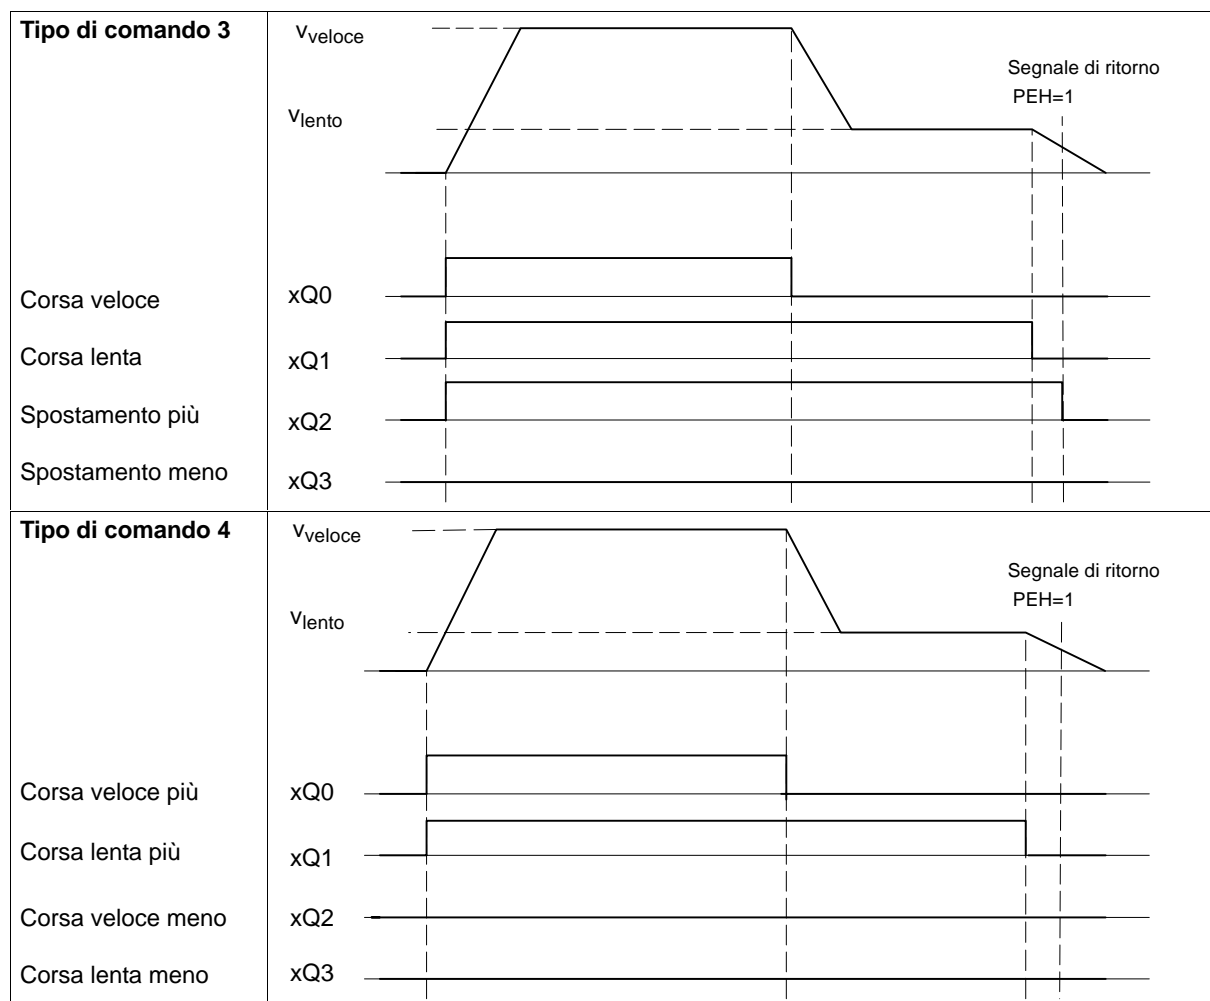 Tipo di comando 3
Vveloce
Segnale di ritorno
PEH=1
Vlento
Corsa veloce xQ0
Corsa lenta xQ1
Spostamento più xQ2
Spostamento meno xQ3
Tipo di comando 4
Vveloce
Segnale di ritorno
PEH=1
Vlento
Corsa veloce più xQ0
Corsa lenta più xQ1
Corsa veloce meno xQ2
Corsa lenta meno xQ3